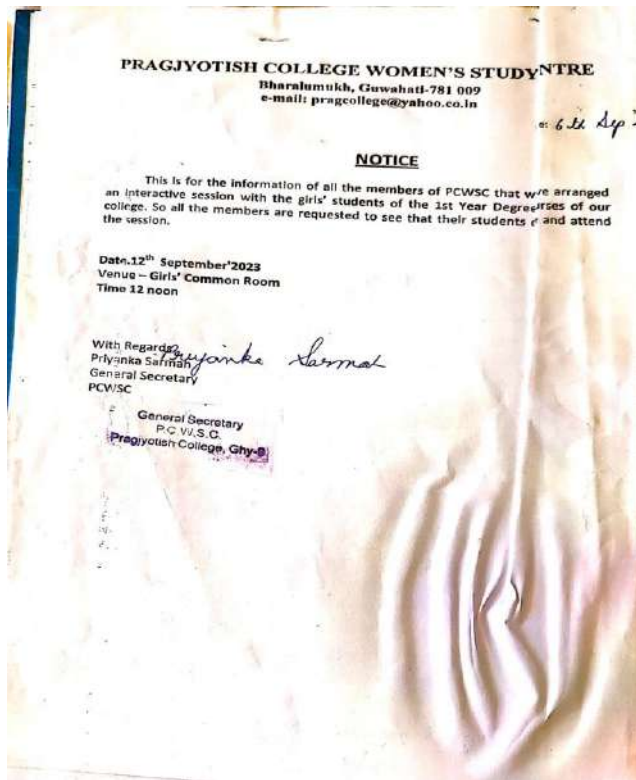 PRAGJYOTISH COLLEGE WOMEN'S STUDY NTRE
Bharalumukh, Guwahati-781 009
e-mail: pragcollege@yahoo.co.in
e: 6th Sep
NOTICE
This is for the information of all the members of PCWSC that arranged
an interactive session with the girls' students of the 1st Year Degree of our
college. So all the members are requested to see that their students and attend
the session.
Date.12th September'2023
Venue – Girls' Common Room
Time 12 noon
With Regards
Priyanka Sarmah
Priyanka Sarmah
General Secretary
PCWSC
General Secretary
P.C.W.S.C.
Pragjyotish College, Ghy-9